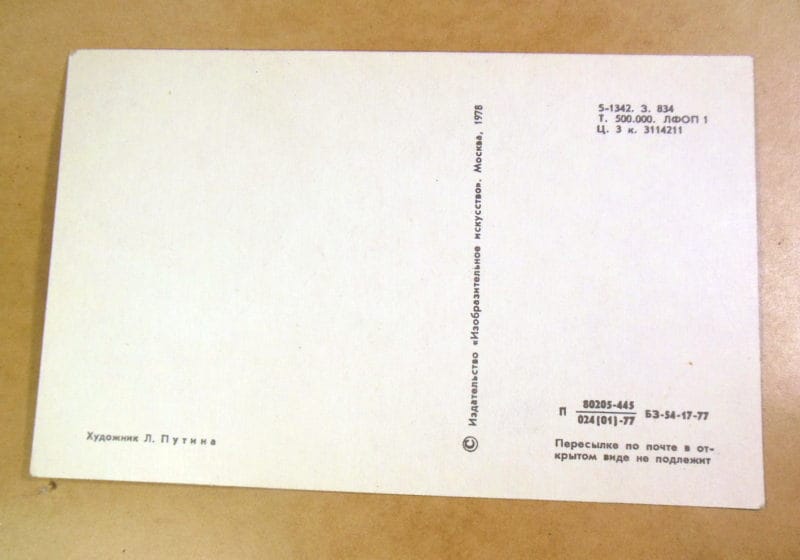 5-1342. З. 834
Т. 500.000. ЛФОП 1
Ц. 3 к. 3114211
© Издательство «Изобразительное искусство». Москва, 1978
Художник Л. Путина
П 80205-445 БЗ-54-17-77
024(01)-77
Пересылке по почте в от-
крытом виде не подлежит